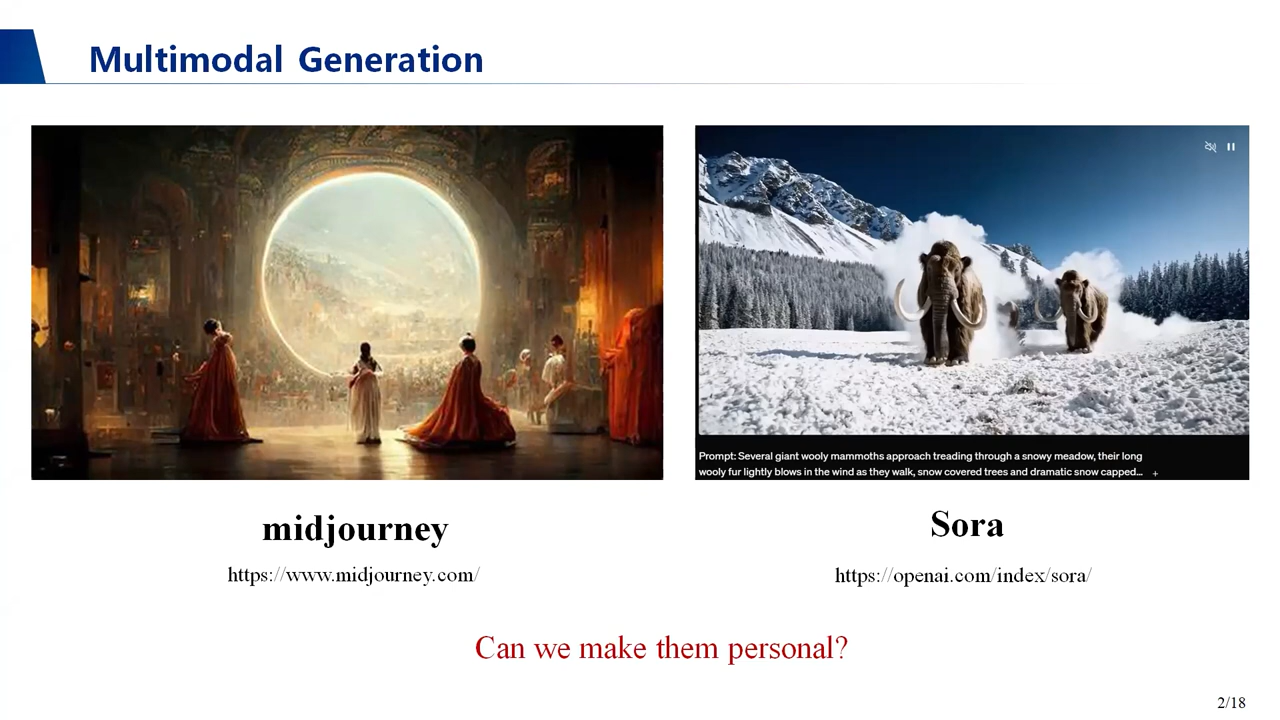 Multimodal Generation
Prompt: Several giant wooly mammoths approach treading through a snowy meadow, their long
wooly fur lightly blows in the wind as they walk, snow covered trees and dramatic snow capped... +
midjourney
https://www.midjourney.com/
Sora
https://openai.com/index/sora/
Can we make them personal?
2/18